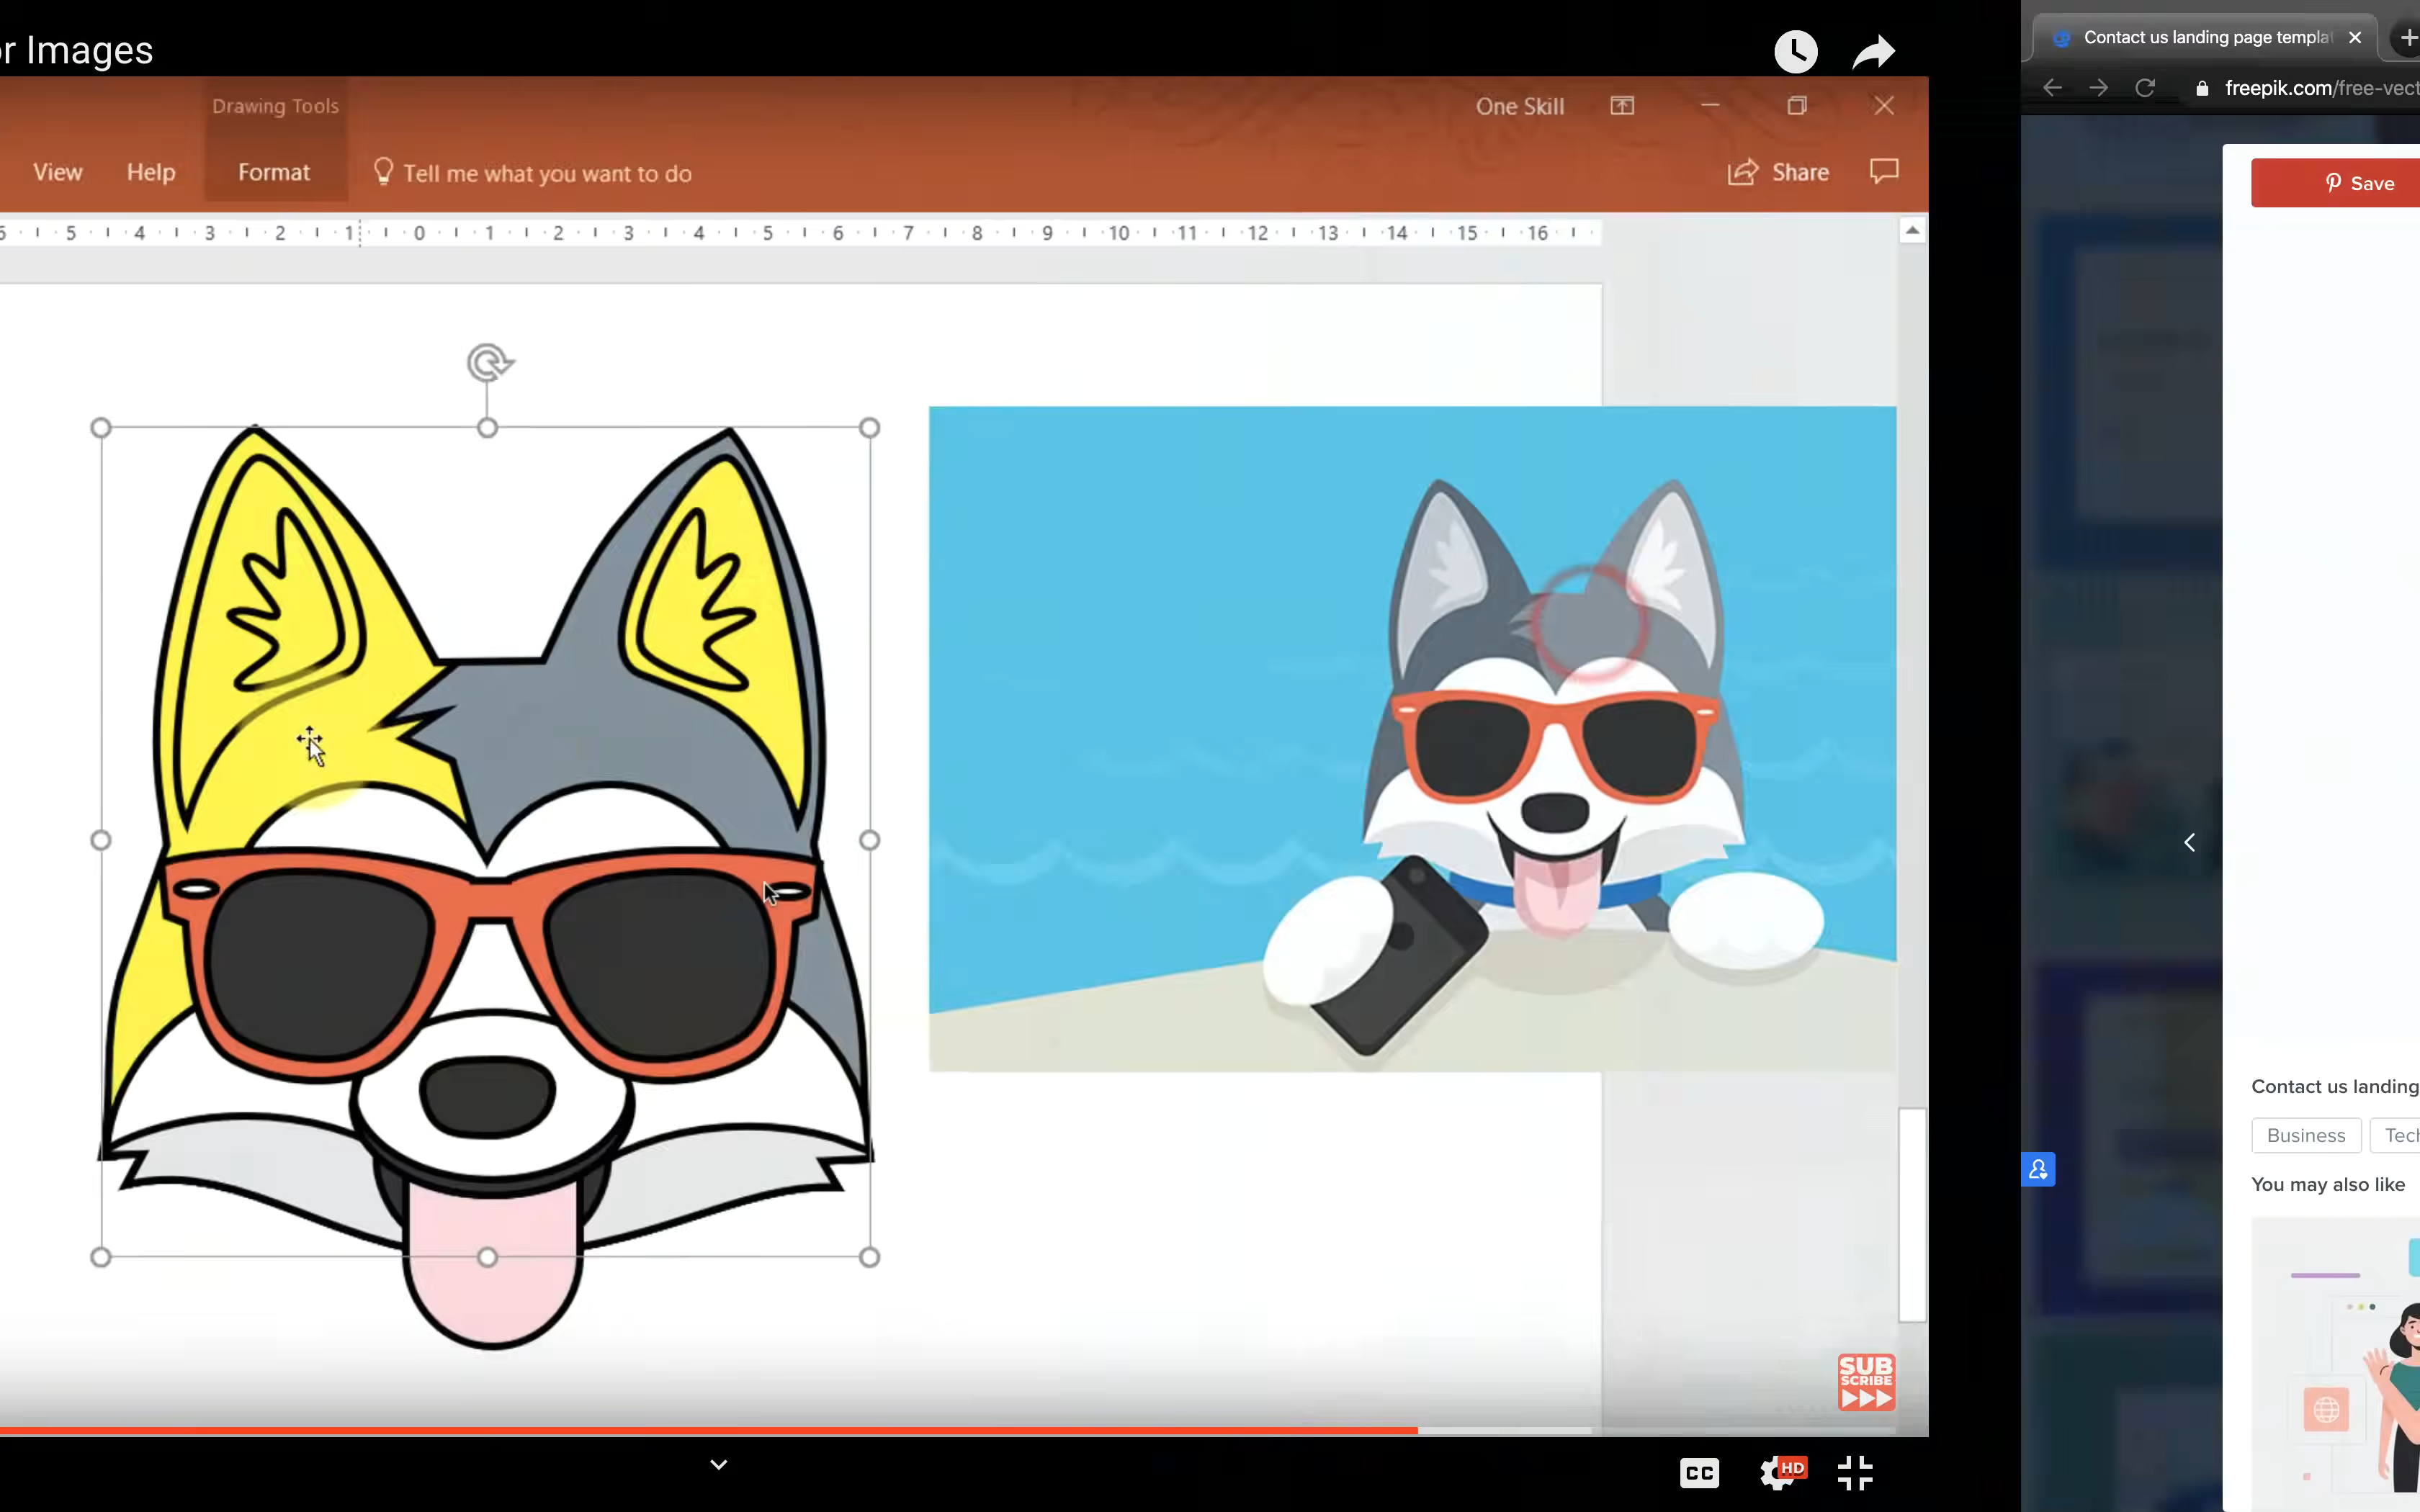 r Images
Drawing Tools
One Skill
View Help Format Tell me what you want to do
Share
5 4 3 2 1 0 1 2 3 4 5 6 7 8 9 10 11 12 13 14 15 16
SUB
SCRIBE
CC
HD
Contact us landing page templa
freepik.com/free-vect
Save
Contact us landing
Business
Tech
You may also like